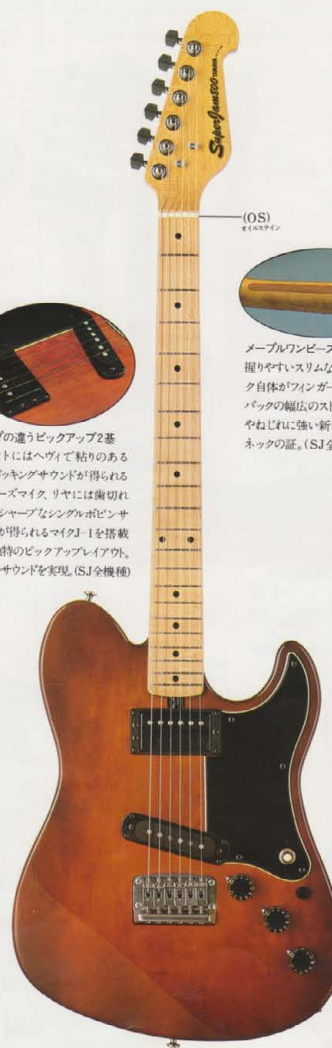 SuperJam800 YAMAHA
(OS)
オイルステイン
メープルワンピース
握りやすいスリムな
ク自体がフィンガー
バックの幅広のスト
やねじれに強い新
ネックの証。(SJ全
プの違うピックアップ2基
トにはヘヴィで粘りのある
ッキングサウンドが得られる
ーズマイク、リヤには歯切れ
シャープなシングルボビンサ
が得られるマイクJ-1を搭載
独特のピックアップレイアウト。
サウンドを実現。(SJ全機種)